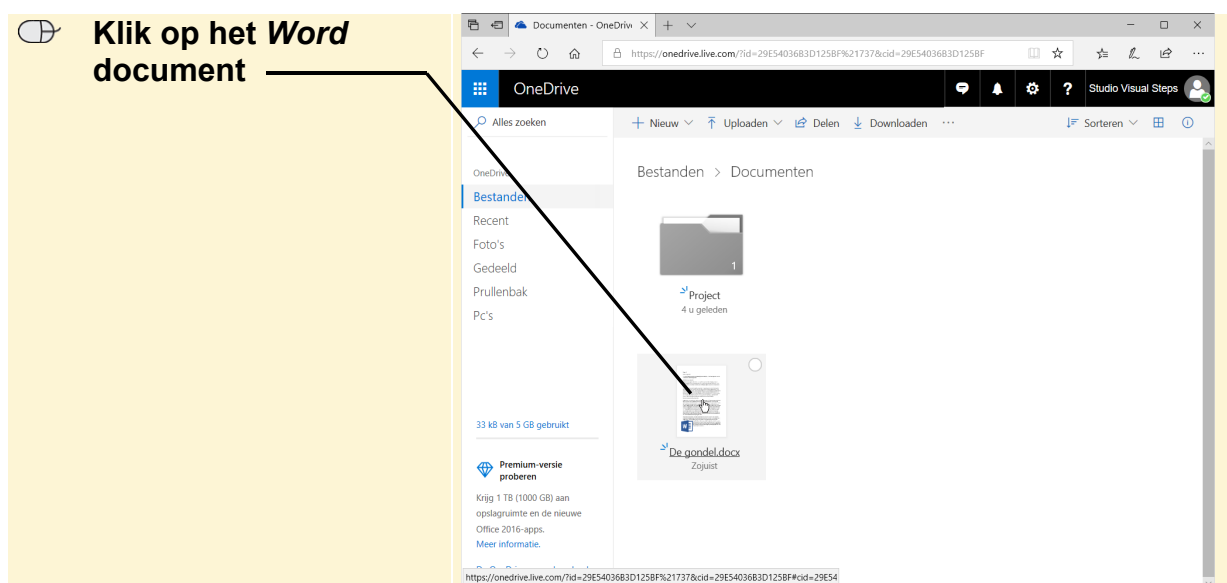 Klik op het Word
document
Documenten - OneDriv
https://onedrive.live.com/?id=29E54036B3D125BF%21737&cid=29E54036B3D125BF
OneDrive
? Studio Visual Steps
Alles zoeken
Nieuw Uploaden Delen Downloaden ...
Sorteren
OneDrive
Bestanden
Recent
Foto's
Gedeeld
Prullenbak
Pc's
33 kB van 5 GB gebruikt
Premium-versie
proberen
Krijg 1 TB (1000 GB) aan
opslagruimte en de nieuwe
Office 2016-apps.
Meer informatie.
Bestanden > Documenten
1
Project
4 u geleden
De gondel.docx
Zojuist
https://onedrive.live.com/?id=29E54036B3D125BF%21737&cid=29E54036B3D125BF#cid=29E54